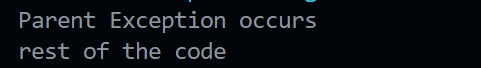 Parent Exception occurs
rest of the code